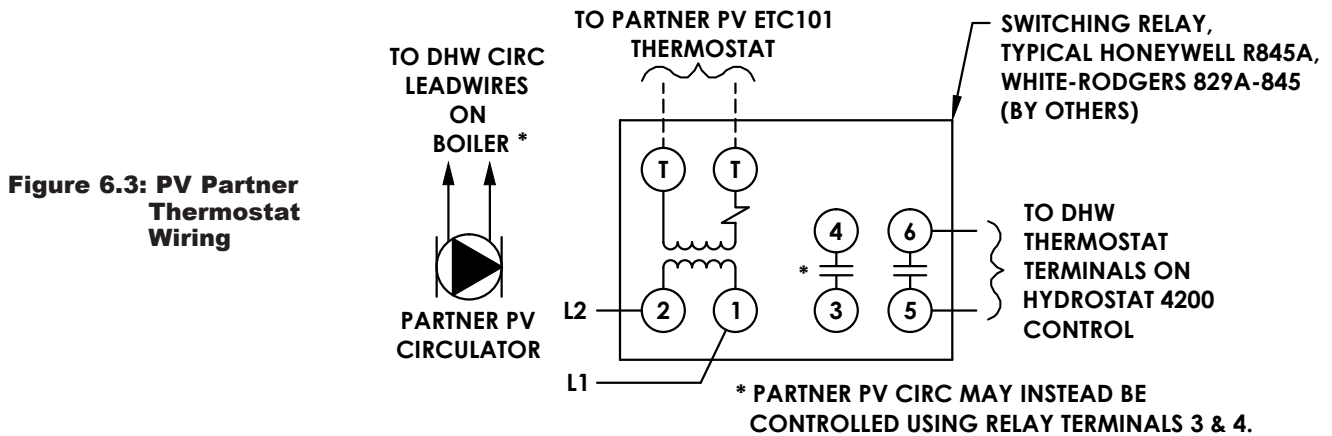 TO PARTNER PV ETC101
THERMOSTAT
SWITCHING RELAY,
TYPICAL HONEYWELL R845A,
WHITE-RODGERS 829A-845
(BY OTHERS)
TO DHW CIRC
LEADWIRES
ON
BOILER *
Figure 6.3: PV Partner
Thermostat
Wiring
T
T
4
6
*
3
5
TO DHW
THERMOSTAT
TERMINALS ON
HYDROSTAT 4200
CONTROL
PARTNER PV
CIRCULATOR
L2
2
1
L1
* PARTNER PV CIRC MAY INSTEAD BE
CONTROLLED USING RELAY TERMINALS 3 & 4.